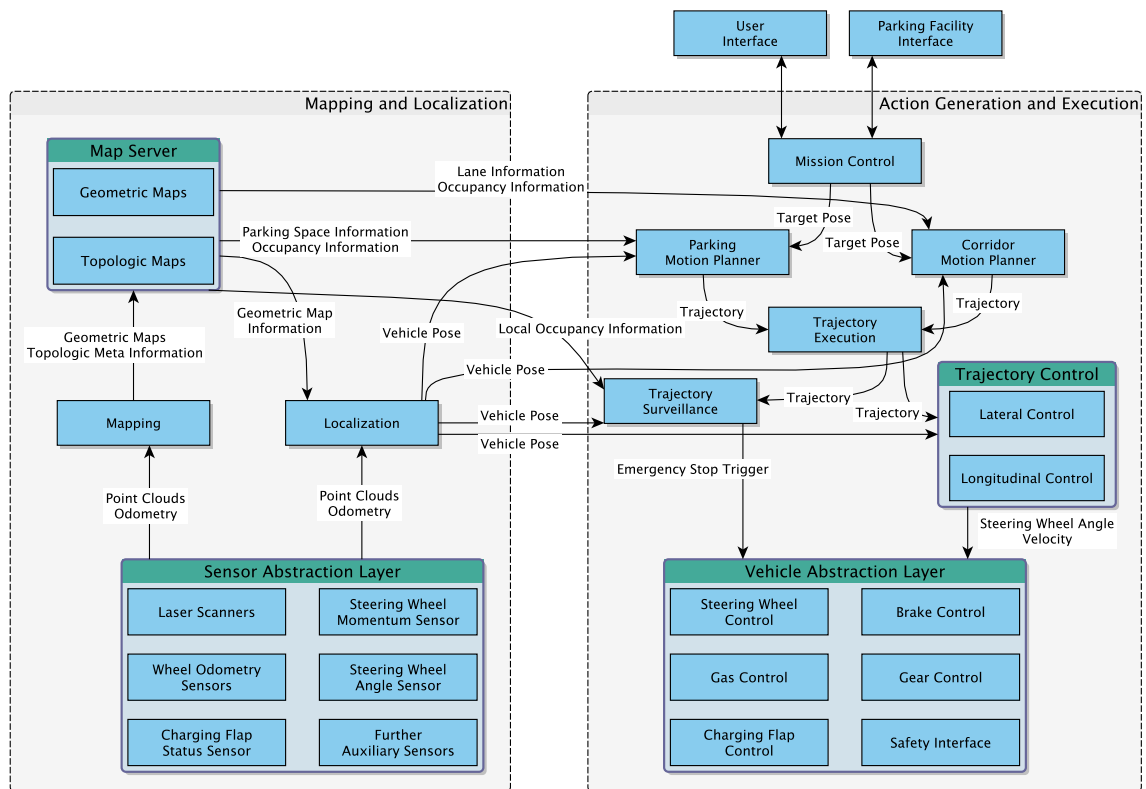 User
Interface
Parking Facility
Interface
Mapping and Localization
Action Generation and Execution
Map Server
Geometric Maps
Topologic Maps
Lane Information
Occupancy Information
Mission Control
Parking Space Information
Occupancy Information
Target Pose
Target Pose
Parking
Motion Planner
Corridor
Motion Planner
Geometric Map
Information
Vehicle Pose
Local Occupancy Information
Trajectory
Trajectory
Trajectory
Execution
Geometric Maps
Topologic Meta Information
Vehicle Pose
Trajectory
Surveillance
Trajectory
Trajectory
Trajectory Control
Lateral Control
Longitudinal Control
Mapping
Localization
Vehicle Pose
Vehicle Pose
Emergency Stop Trigger
Point Clouds
Odometry
Point Clouds
Odometry
Steering Wheel Angle
Velocity
Sensor Abstraction Layer
Laser Scanners
Steering Wheel
Momentum Sensor
Wheel Odometry
Sensors
Steering Wheel
Angle Sensor
Charging Flap
Status Sensor
Further
Auxiliary Sensors
Vehicle Abstraction Layer
Steering Wheel
Control
Brake Control
Gas Control
Gear Control
Charging Flap
Control
Safety Interface